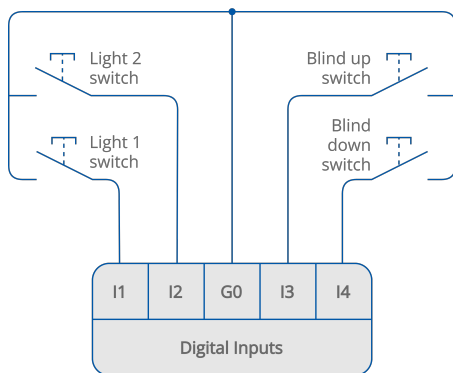 Light 2
switch
Blind up
switch
Light 1
switch
Blind
down
switch
I1 I2 G0 I3 I4
Digital Inputs